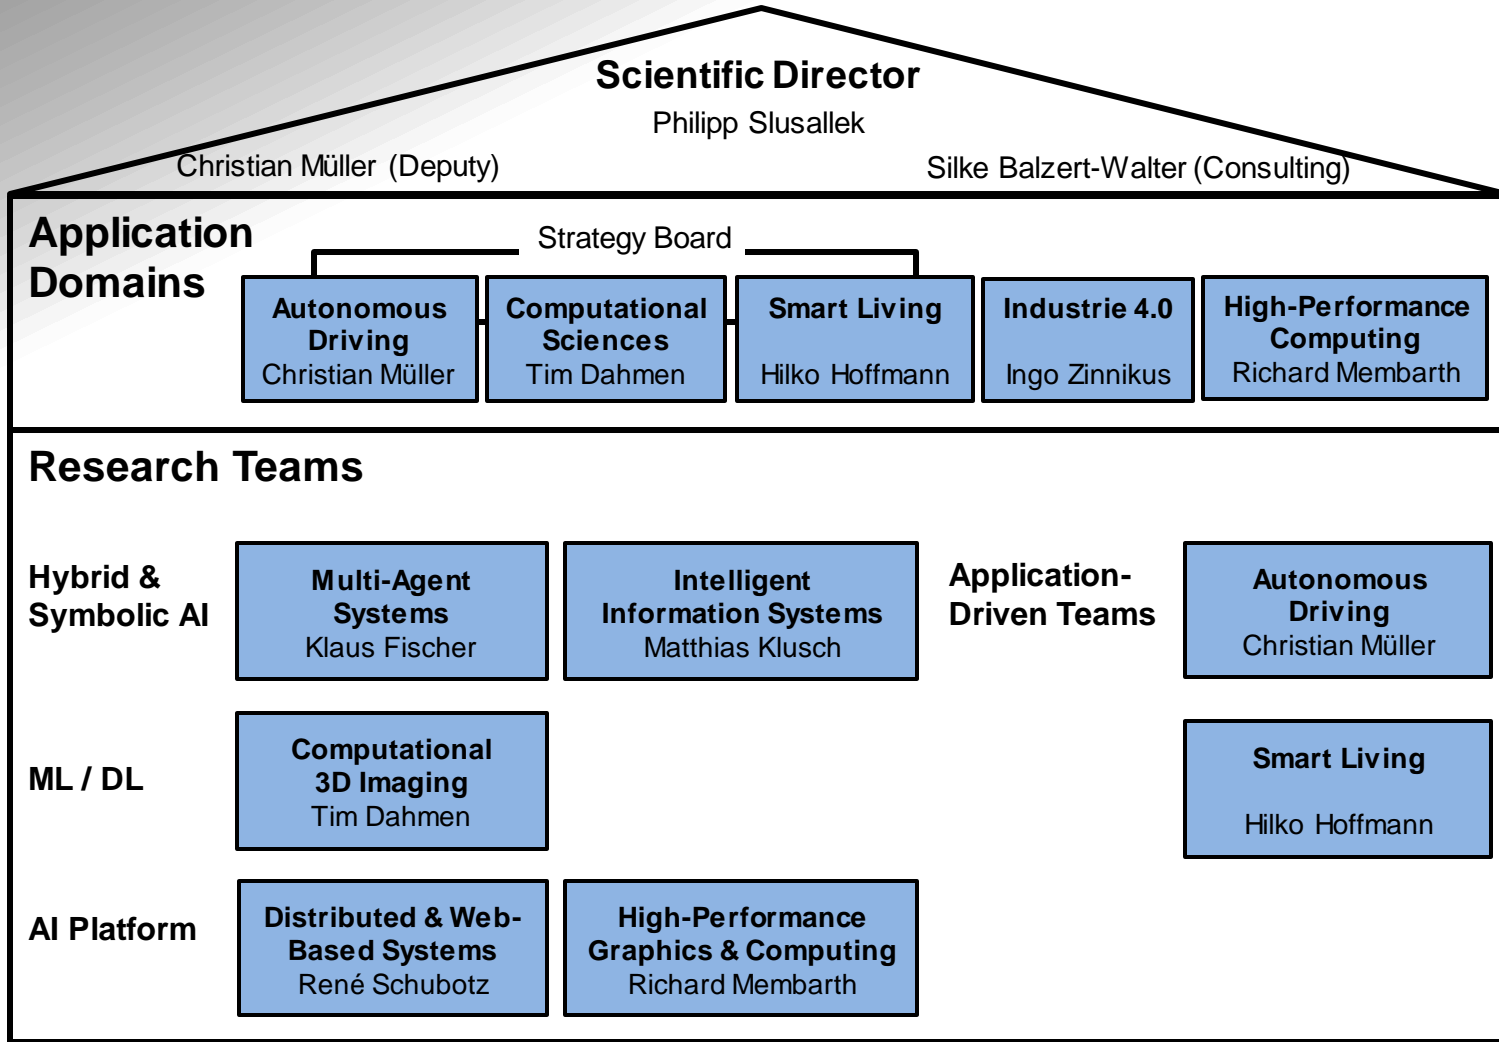 Scientific Director
Philipp Slusallek
Christian Müller (Deputy)
Silke Balzert-Walter (Consulting)
Application
Domains
Strategy Board
Autonomous
Driving
Christian Müller
Computational
Sciences
Tim Dahmen
Smart Living
Hilko Hoffmann
Industrie 4.0
Ingo Zinnikus
High-Performance
Computing
Richard Membarth
Research Teams
Hybrid &
Symbolic AI
Multi-Agent
Systems
Klaus Fischer
Intelligent
Information Systems
Matthias Klusch
Application-
Driven Teams
Autonomous
Driving
Christian Müller
ML / DL
Computational
3D Imaging
Tim Dahmen
Smart Living
Hilko Hoffmann
AI Platform
Distributed & Web-
Based Systems
René Schubotz
High-Performance
Graphics & Computing
Richard Membarth